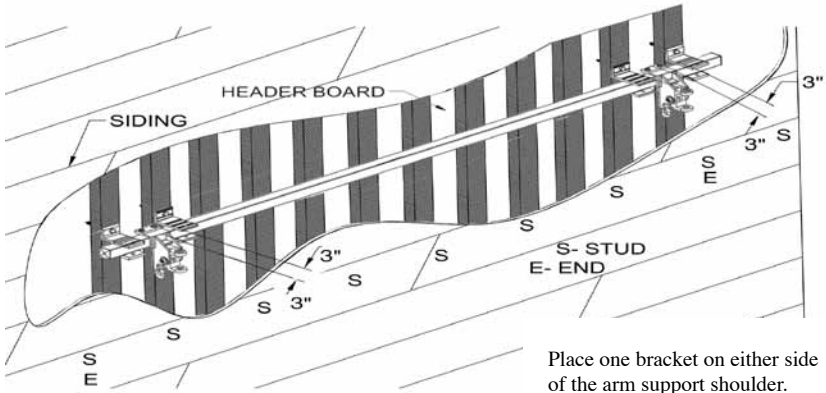 3"
HEADER BOARD
SIDING
3" S
S
E
S
S
S- STUD
E- END
3"
S
3"
S
S
S
S
E
Place one bracket on either side
of the arm support shoulder.